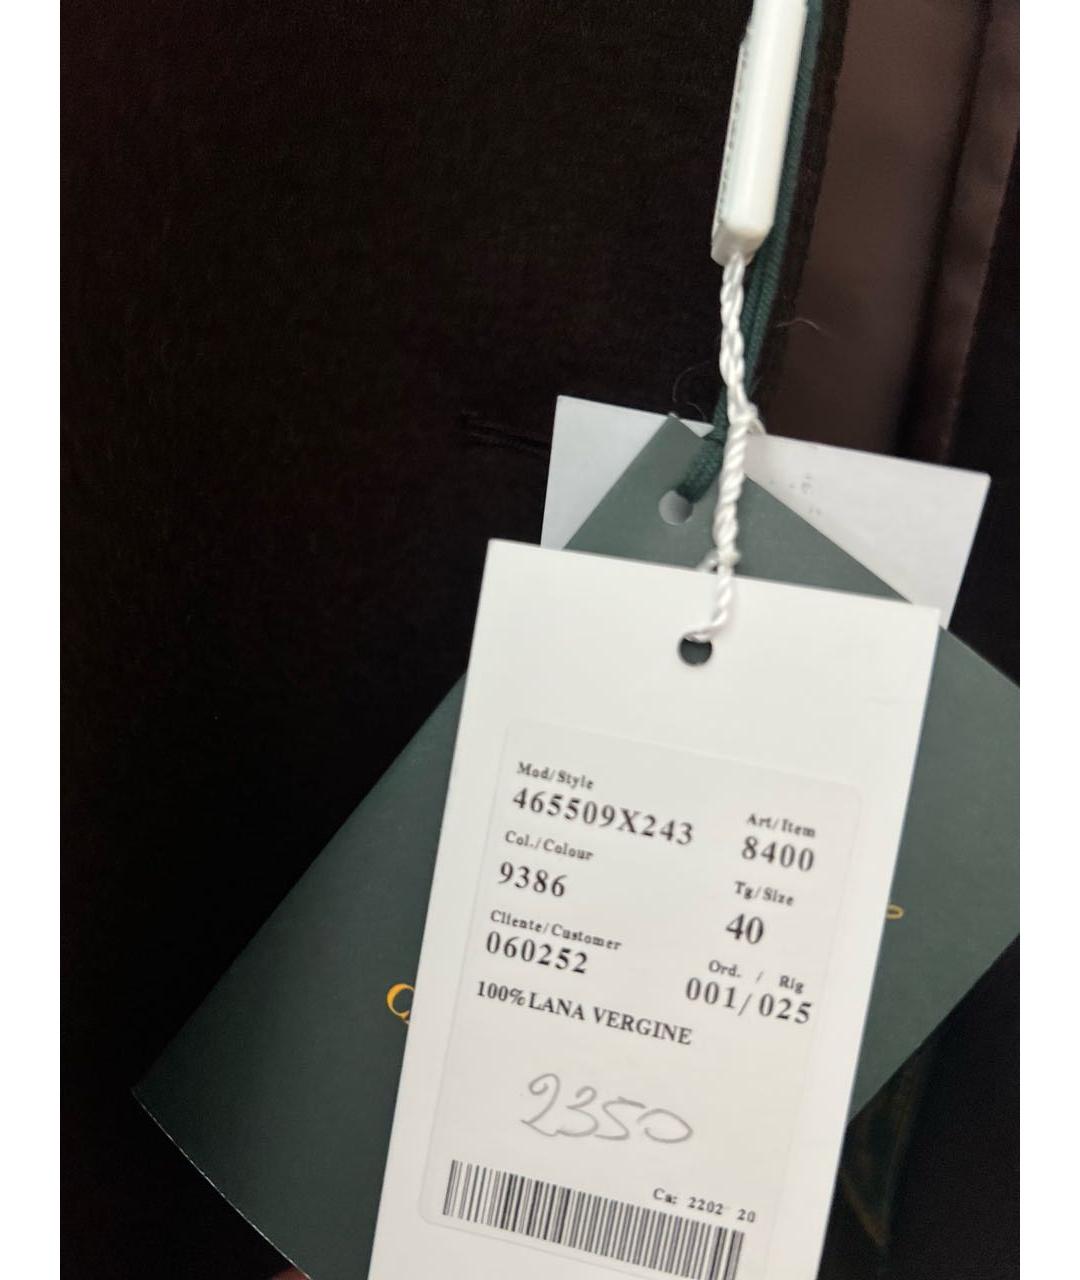 Mod/Style
465509X243
Art/Item
8400
Col./Colour
9386
Tg/Size
40
Cliente/Customer
060252
Ord. / Rig
001/025
100% LANA VERGINE
2350
Ca: 2202 20